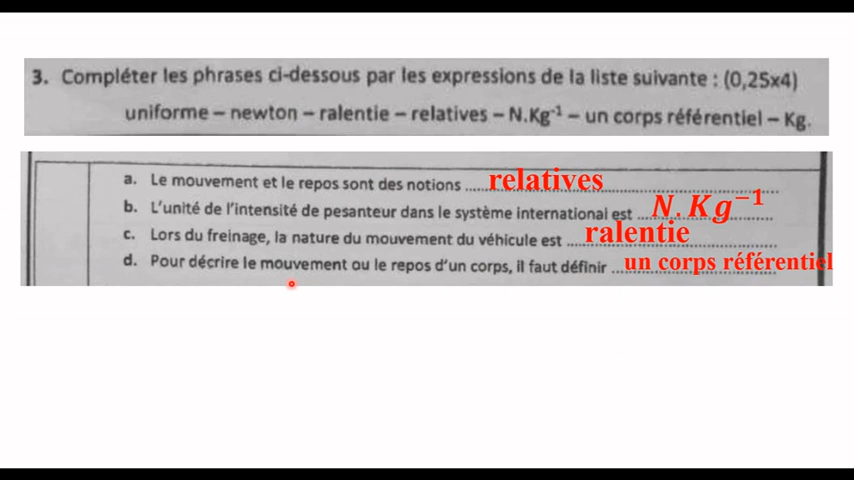 3. Compléter les phrases ci-dessous par les expressions de la liste suivante : (0,25x4)
uniforme – newton – ralentie – relatives – N.Kg⁻¹ – un corps référentiel – Kg.
a. Le mouvement et le repos sont des notions ......relatives..............................
b. L'unité de l'intensité de pesanteur dans le système international est ....N.Kg⁻¹......
c. Lors du freinage, la nature du mouvement du véhicule est ....ralentie..................
d. Pour décrire le mouvement ou le repos d'un corps, il faut définir ...un corps référentiel